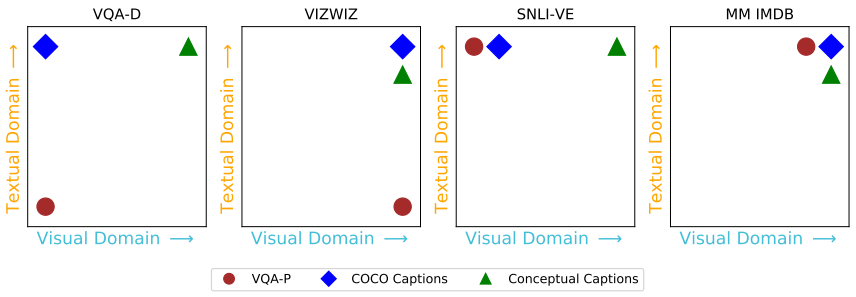 VQA-D
VIZWIZ
SNLI-VE
MM IMDB
Textual Domain →
Textual Domain →
Textual Domain →
Textual Domain →
Visual Domain →
Visual Domain →
Visual Domain →
Visual Domain →
VQA-P
COCO Captions
Conceptual Captions